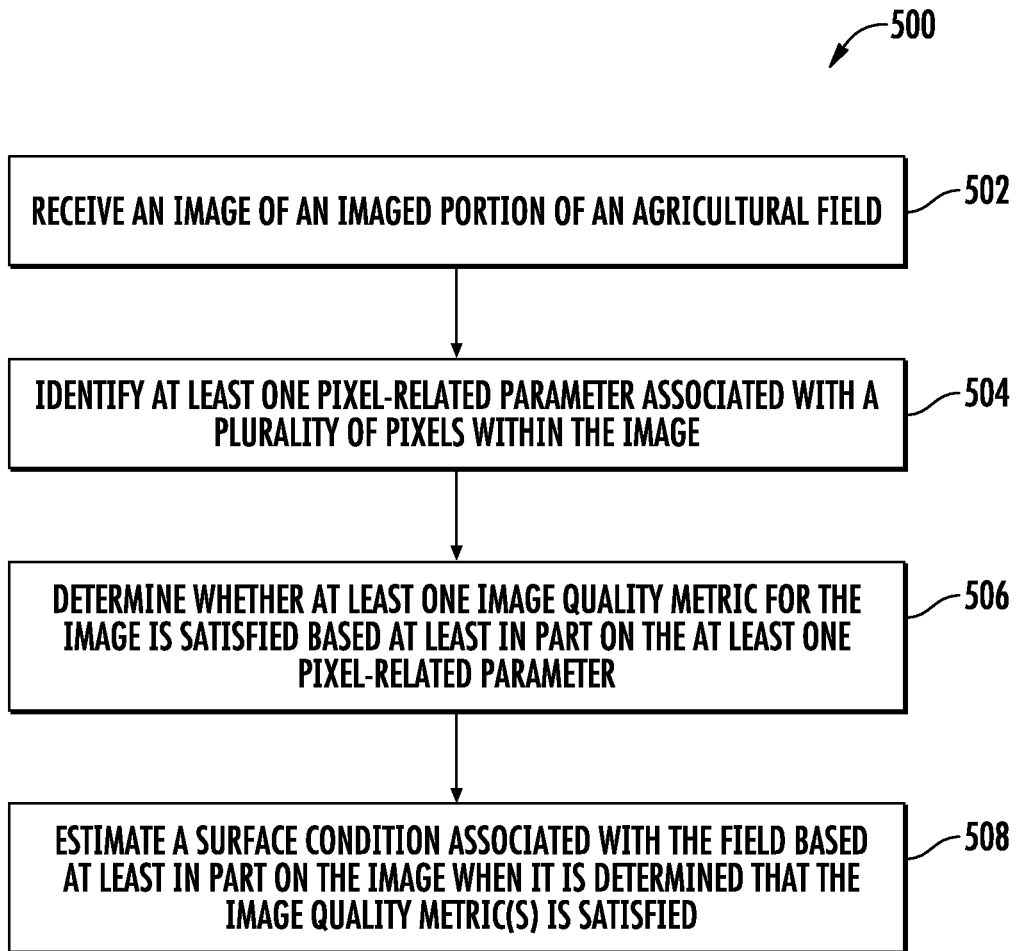 500
RECEIVE AN IMAGE OF AN IMAGED PORTION OF AN AGRICULTURAL FIELD
502
IDENTIFY AT LEAST ONE PIXEL-RELATED PARAMETER ASSOCIATED WITH A
PLURALITY OF PIXELS WITHIN THE IMAGE
504
DETERMINE WHETHER AT LEAST ONE IMAGE QUALITY METRIC FOR THE
IMAGE IS SATISFIED BASED AT LEAST IN PART ON THE AT LEAST ONE
PIXEL-RELATED PARAMETER
506
ESTIMATE A SURFACE CONDITION ASSOCIATED WITH THE FIELD BASED
AT LEAST IN PART ON THE IMAGE WHEN IT IS DETERMINED THAT THE
IMAGE QUALITY METRIC(S) IS SATISFIED
508